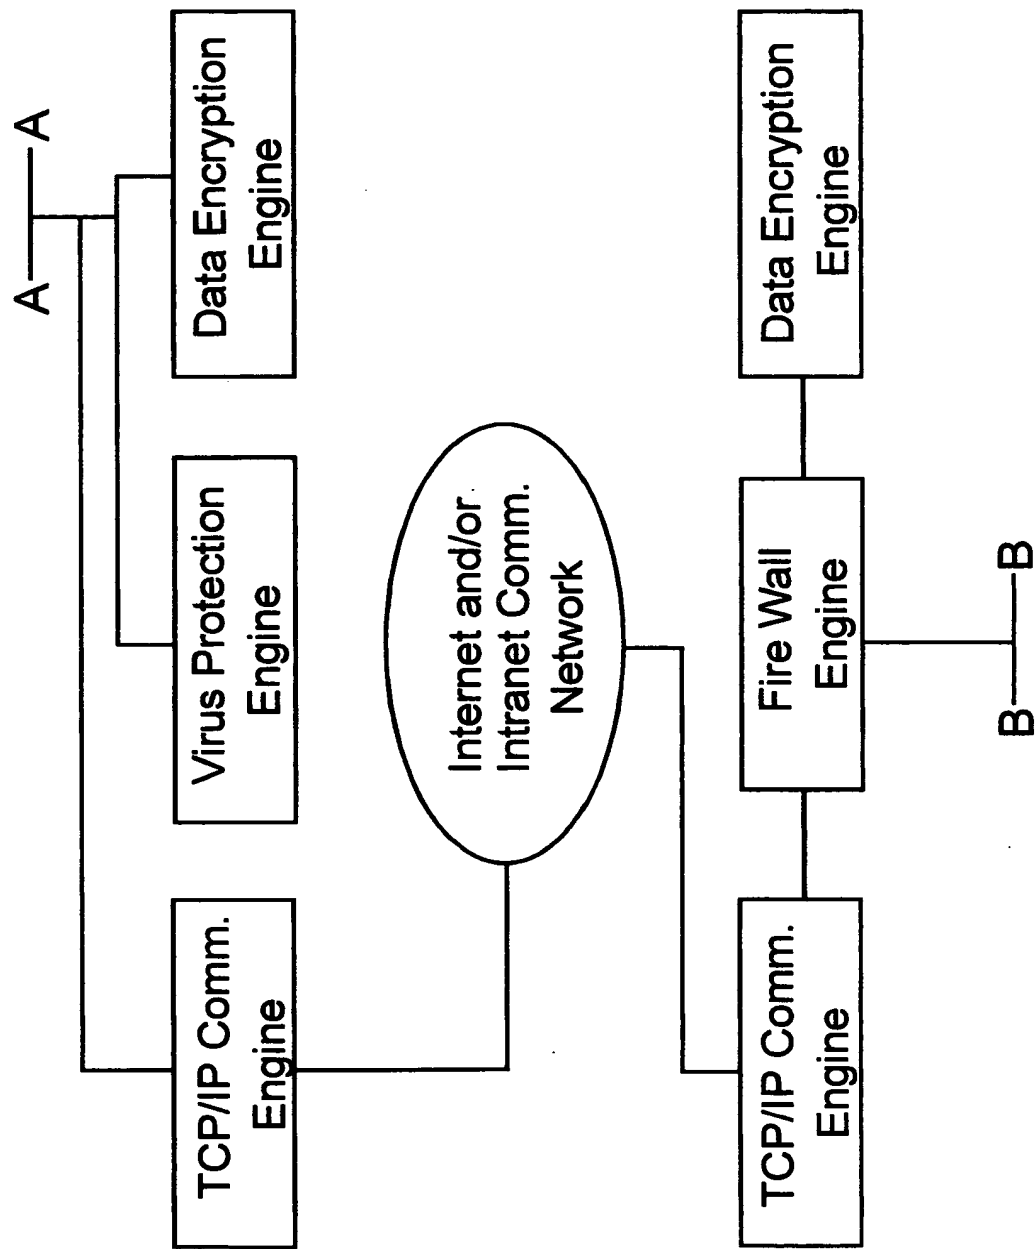 A
A
TCP/IP Comm.
Engine
Virus Protection
Engine
Data Encryption
Engine
Internet and/or
Intranet Comm.
Network
TCP/IP Comm.
Engine
Fire Wall
Engine
Data Encryption
Engine
B
B